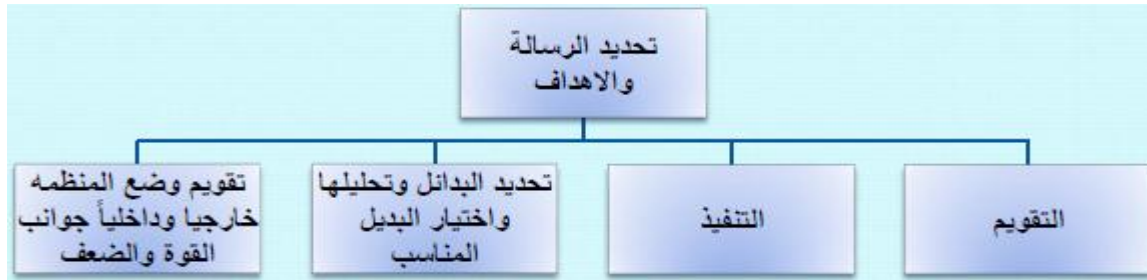 تحديد الرسالة
والاهداف
التقويم
التنفيذ
تحديد البدائل وتحليلها
واختيار البديل
المناسب
تقويم وضع المنظمه
خارجيا وداخلياً جوانب
القوة والضعف